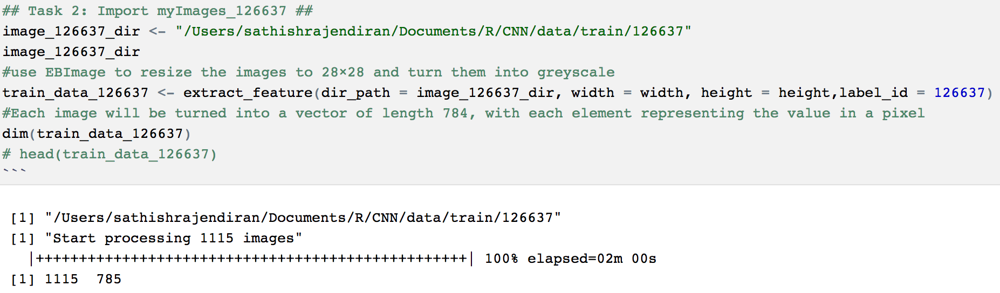 ## Task 2: Import myImages_126637 ##
image_126637_dir <- "/Users/sathishrajendiran/Documents/R/CNN/data/train/126637"
image_126637_dir
#use EBImage to resize the images to 28×28 and turn them into greyscale
train_data_126637 <- extract_feature(dir_path = image_126637_dir, width = width, height = height,label_id = 126637)
#Each image will be turned into a vector of length 784, with each element representing the value in a pixel
dim(train_data_126637)
# head(train_data_126637)
```
[1] "/Users/sathishrajendiran/Documents/R/CNN/data/train/126637"
[1] "Start processing 1115 images"
|++++++++++++++++++++++++++++++++++++++++++++++++++| 100% elapsed=02m 00s
[1] 1115  785